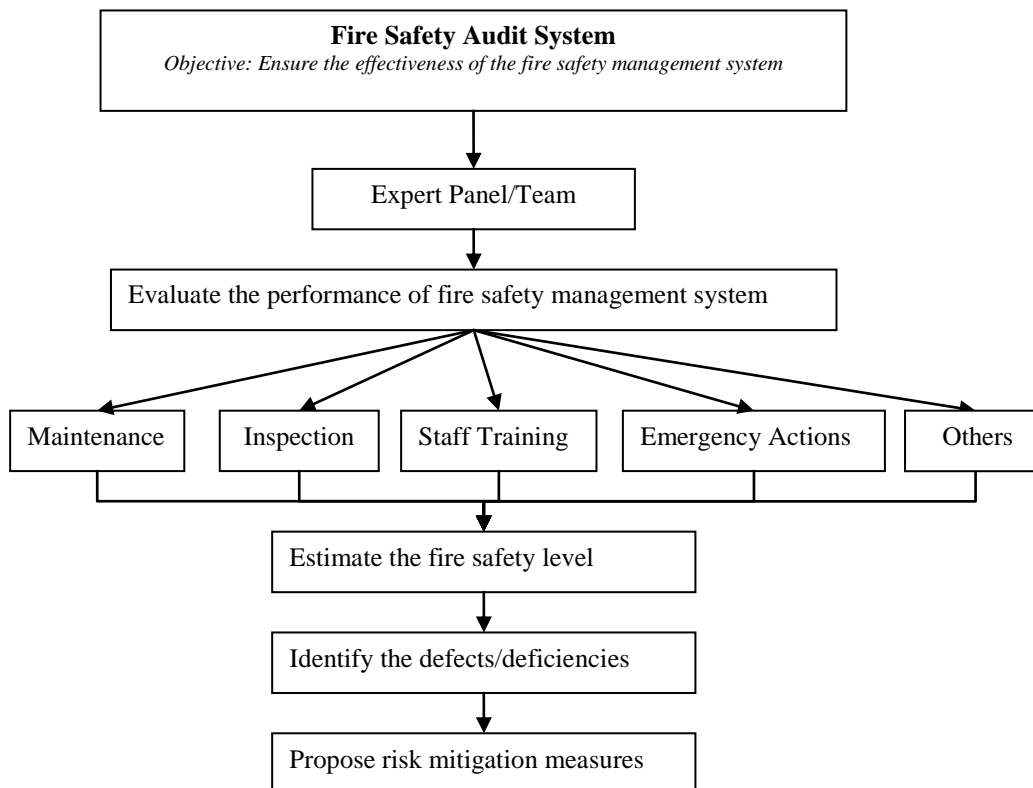 Fire Safety Audit System
Objective: Ensure the effectiveness of the fire safety management system
Expert Panel/Team
Evaluate the performance of fire safety management system
Maintenance
Inspection
Staff Training
Emergency Actions
Others
Estimate the fire safety level
Identify the defects/deficiencies
Propose risk mitigation measures